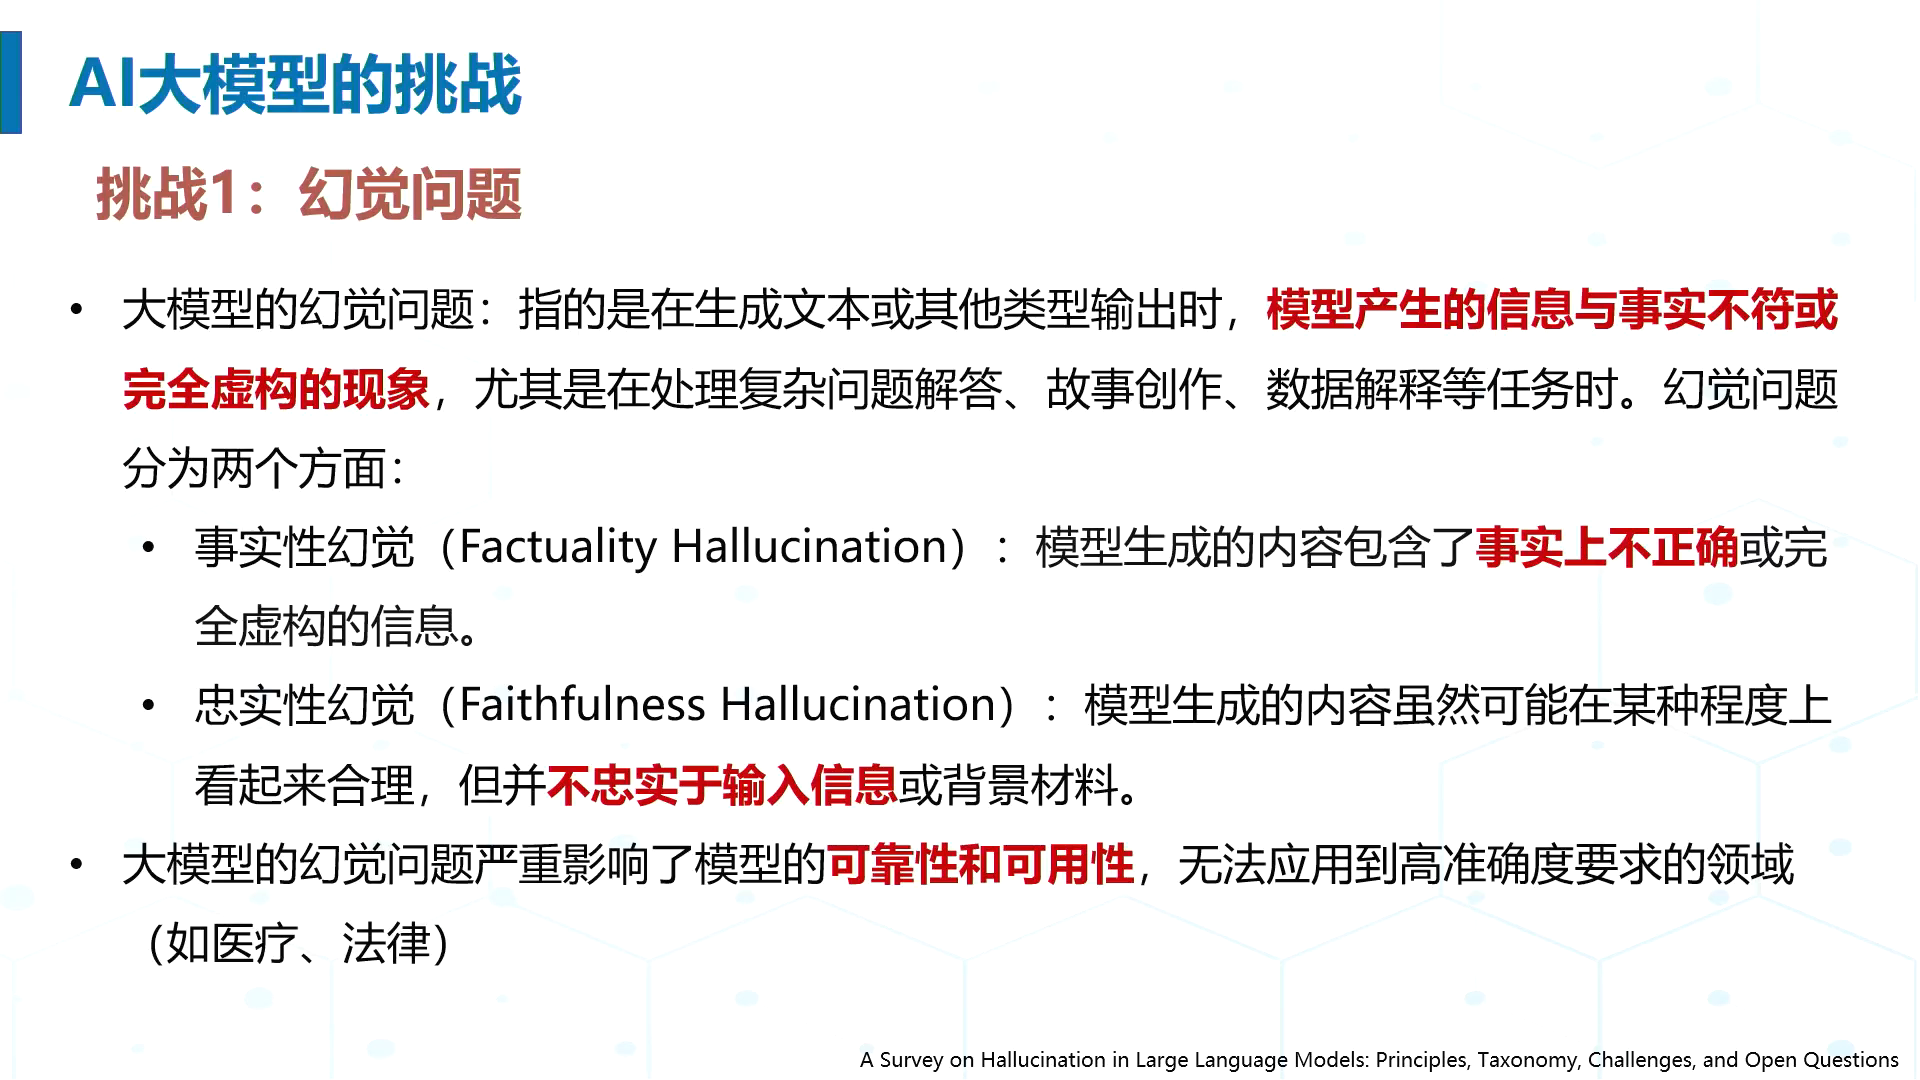 AI大模型的挑战
挑战1：幻觉问题
• 大模型的幻觉问题：指的是在生成文本或其他类型输出时，模型产生的信息与事实不符或
完全虚构的现象，尤其是在处理复杂问题解答、故事创作、数据解释等任务时。幻觉问题
分为两个方面：
• 事实性幻觉（Factuality Hallucination）：模型生成的内容包含了事实上不正确或完
全虚构的信息。
• 忠实性幻觉（Faithfulness Hallucination）：模型生成的内容虽然可能在某种程度上
看起来合理，但并不忠实于输入信息或背景材料。
• 大模型的幻觉问题严重影响了模型的可靠性和可用性，无法应用到高准确度要求的领域
（如医疗、法律）
A Survey on Hallucination in Large Language Models: Principles, Taxonomy, Challenges, and Open Questions